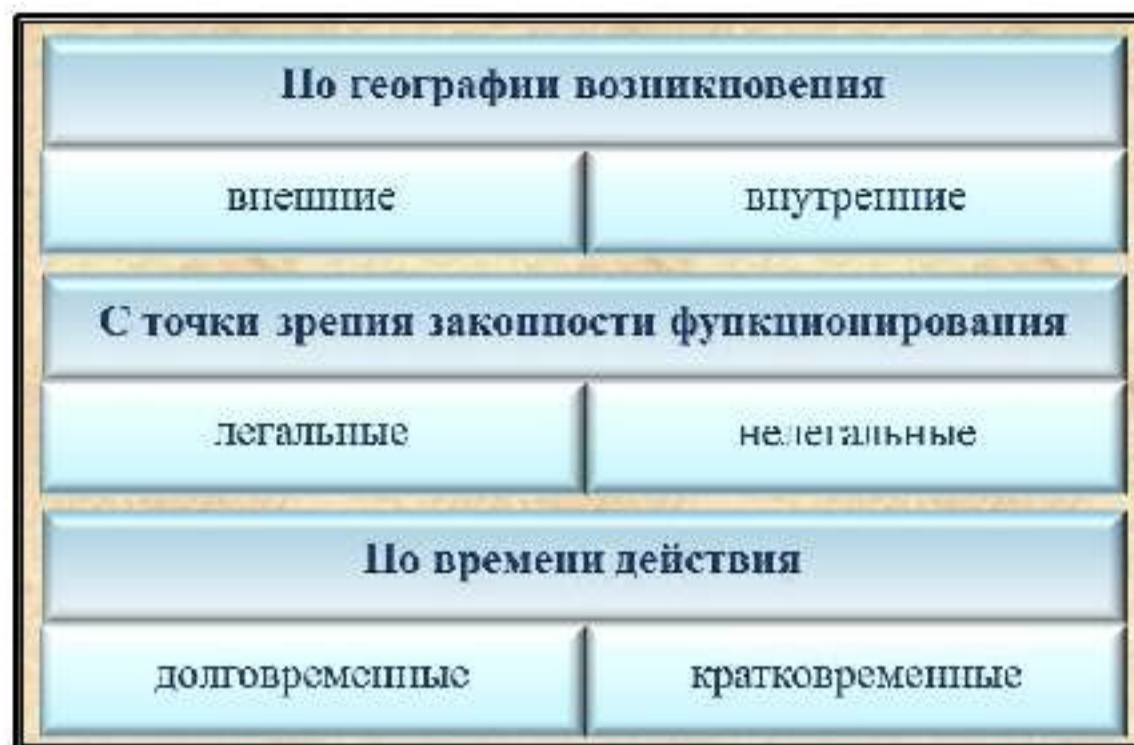 По географии возникновения
внешние внутренние
С точки зрения законности функционирования
легальные нелегальные
По времени действия
долговременные кратковременные